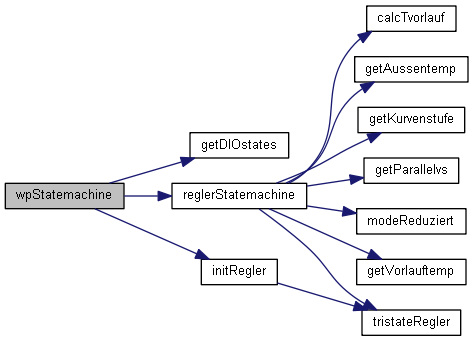 calcTvorlauf
getAussentemp
getKurvenstufe
getDIOstates
getParallelvs
wpStatemachine
reglerStatemachine
modeReduziert
initRegler
getVorlauftemp
tristateRegler